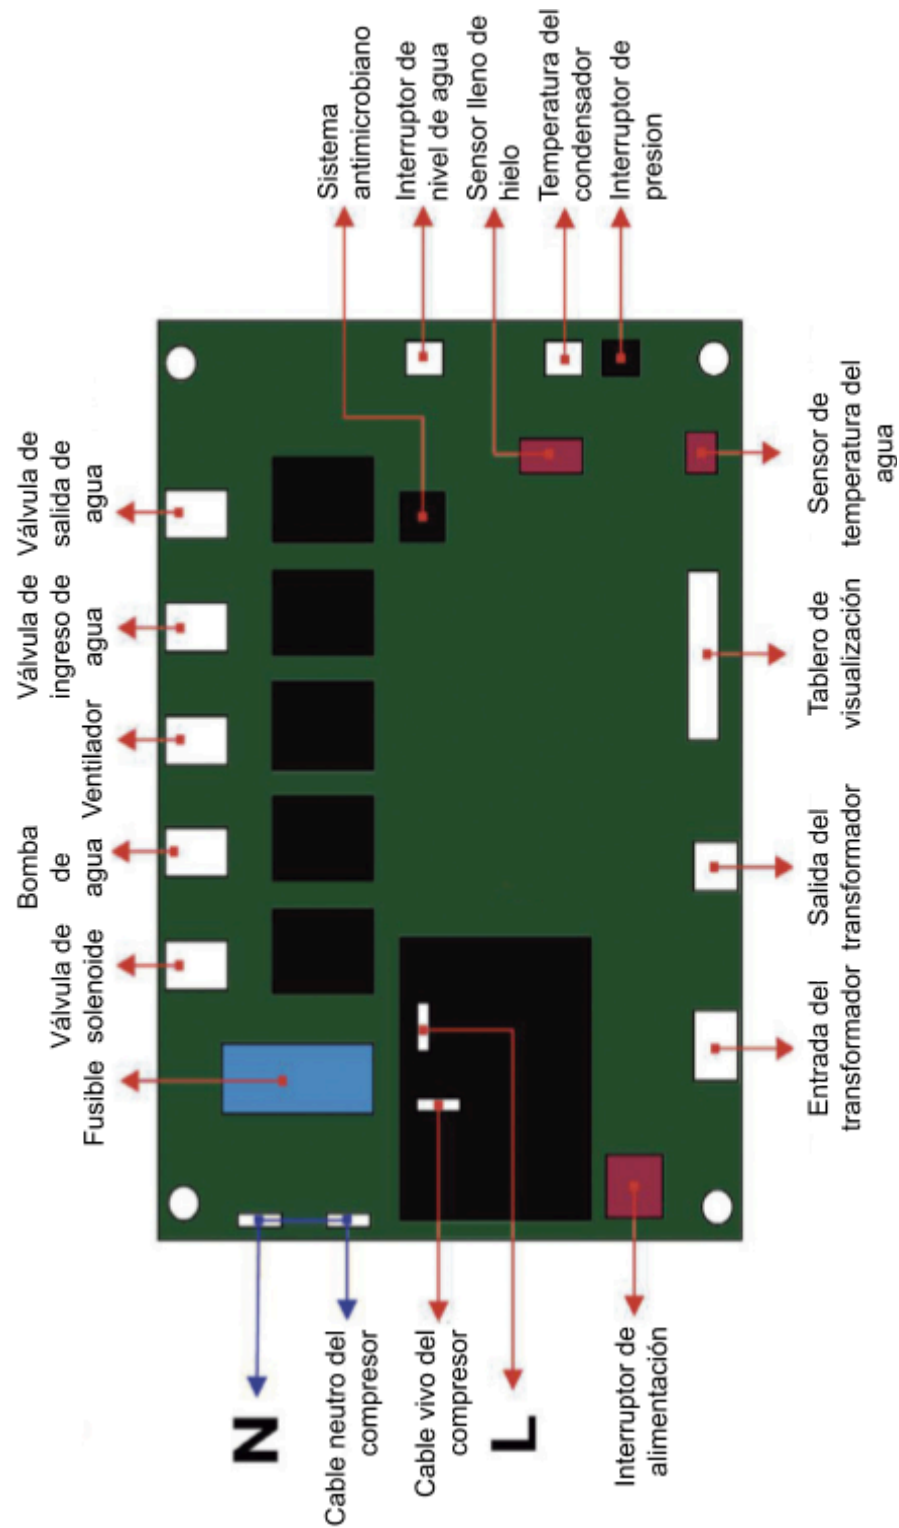 Fusible
Válvula de
solenoide
Bomba
de
agua
Ventilador
Válvula de
ingreso de
agua
Válvula de
salida de
agua
Sistema
antimicrobiano
Interruptor de
nivel de agua
Sensor lleno de
hielo
Temperatura del
condensador
Interruptor de
presion
N
Cable neutro del
compresor
Cable vivo del
compresor
L
Interruptor de
alimentación
Entrada del
transformador
Salida del
transformador
Tablero de
visualización
Sensor de
temperatura del
agua